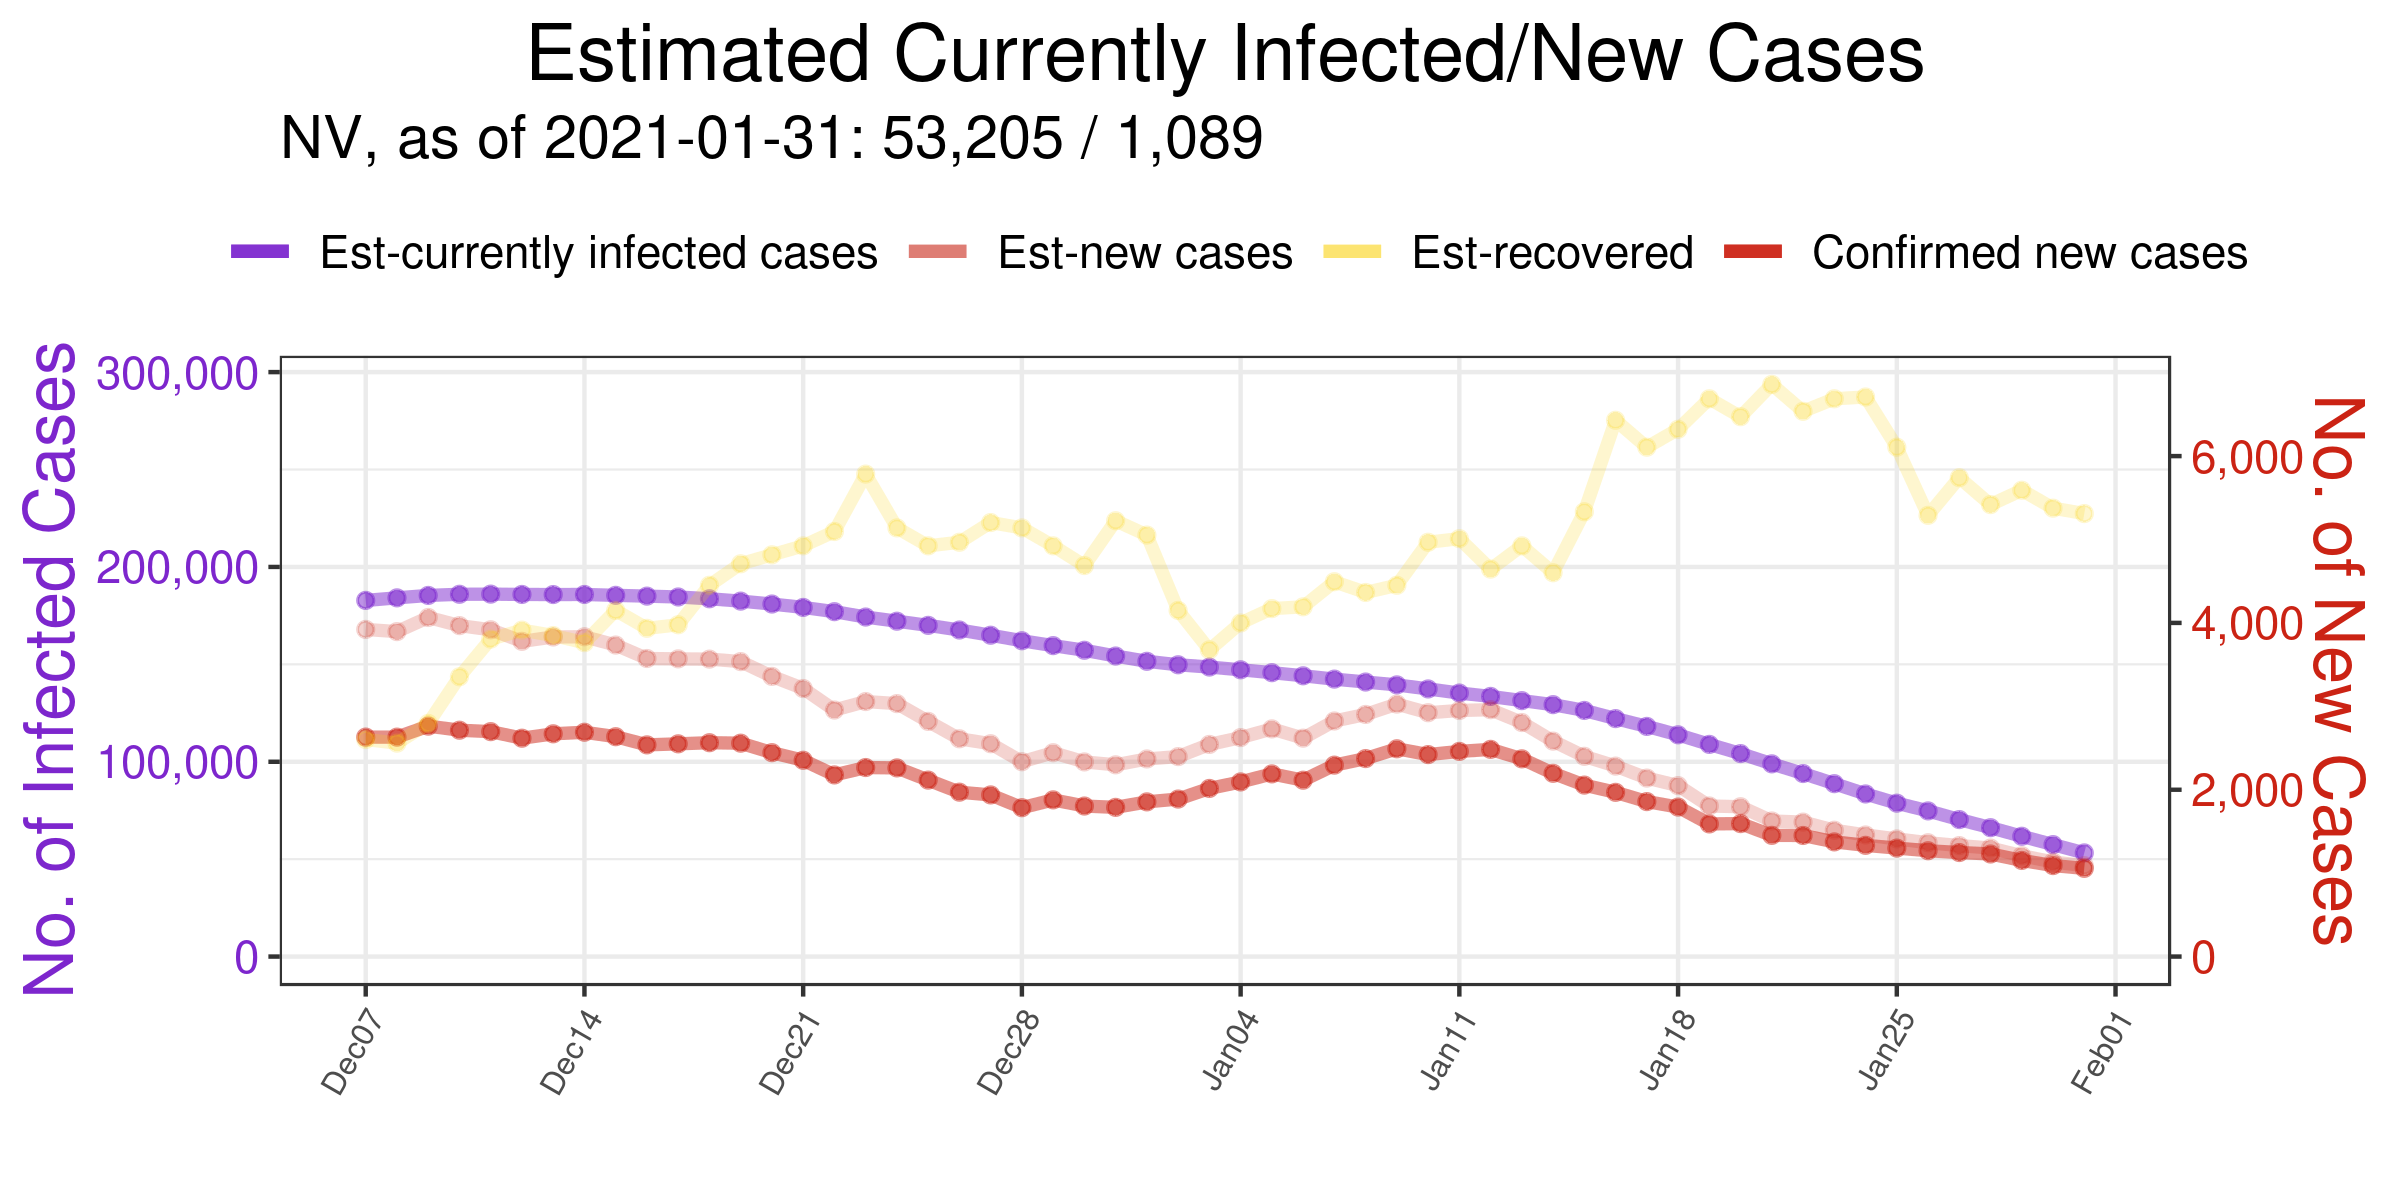 Estimated Currently Infected/New Cases
NV, as of 2021-01-31: 53,205 / 1,089
Est-currently infected cases Est-new cases Est-recovered Confirmed new cases
No. of Infected Cases
300,000
200,000
100,000
0
6,000
4,000
2,000
0
No. of New Cases
Dec07 Dec14 Dec21 Dec28 Jan04 Jan11 Jan18 Jan25 Feb01